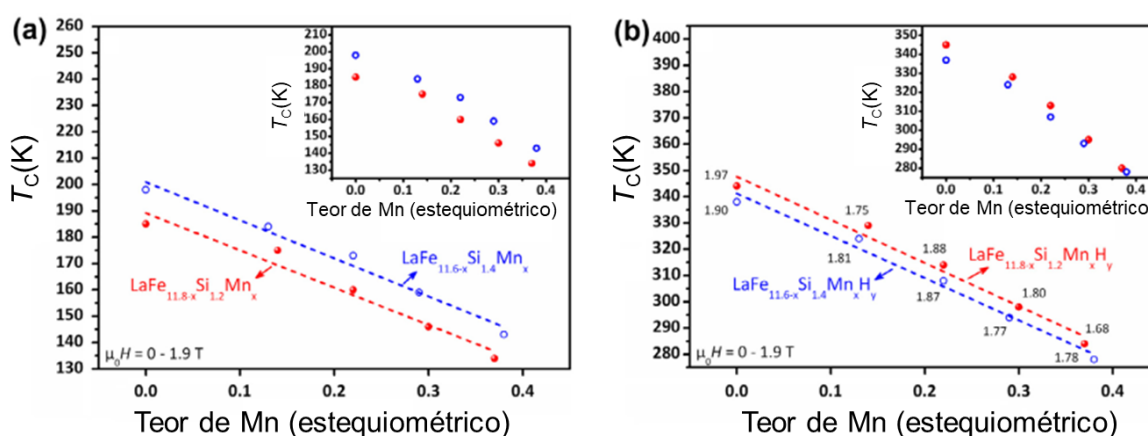 (a)
T_C(K)
260
250
240
230
220
210
200
190
180
170
160
150
140
130
0.0 0.1 0.2 0.3 0.4
Teor de Mn (estequiométrico)
LaFe11.6-xSi1.4Mnx
LaFe11.8-xSi1.2Mnx
μ0H = 0 - 1.9 T
T_C(K)
210
200
190
180
170
160
150
140
130
0.0 0.1 0.2 0.3 0.4
Teor de Mn (estequiométrico)
(b)
T_C(K)
400
390
380
370
360
350
340
330
320
310
300
290
280
0.0 0.1 0.2 0.3 0.4
Teor de Mn (estequiométrico)
1.97
1.90
1.75
1.81
1.88
1.87
1.80
1.77
1.68
1.78
LaFe11.8-xSi1.2MnxHy
LaFe11.6-xSi1.4MnxHy
μ0H = 0 - 1.9 T
T_C(K)
350
340
330
320
310
300
290
280
0.0 0.1 0.2 0.3 0.4
Teor de Mn (estequiométrico)